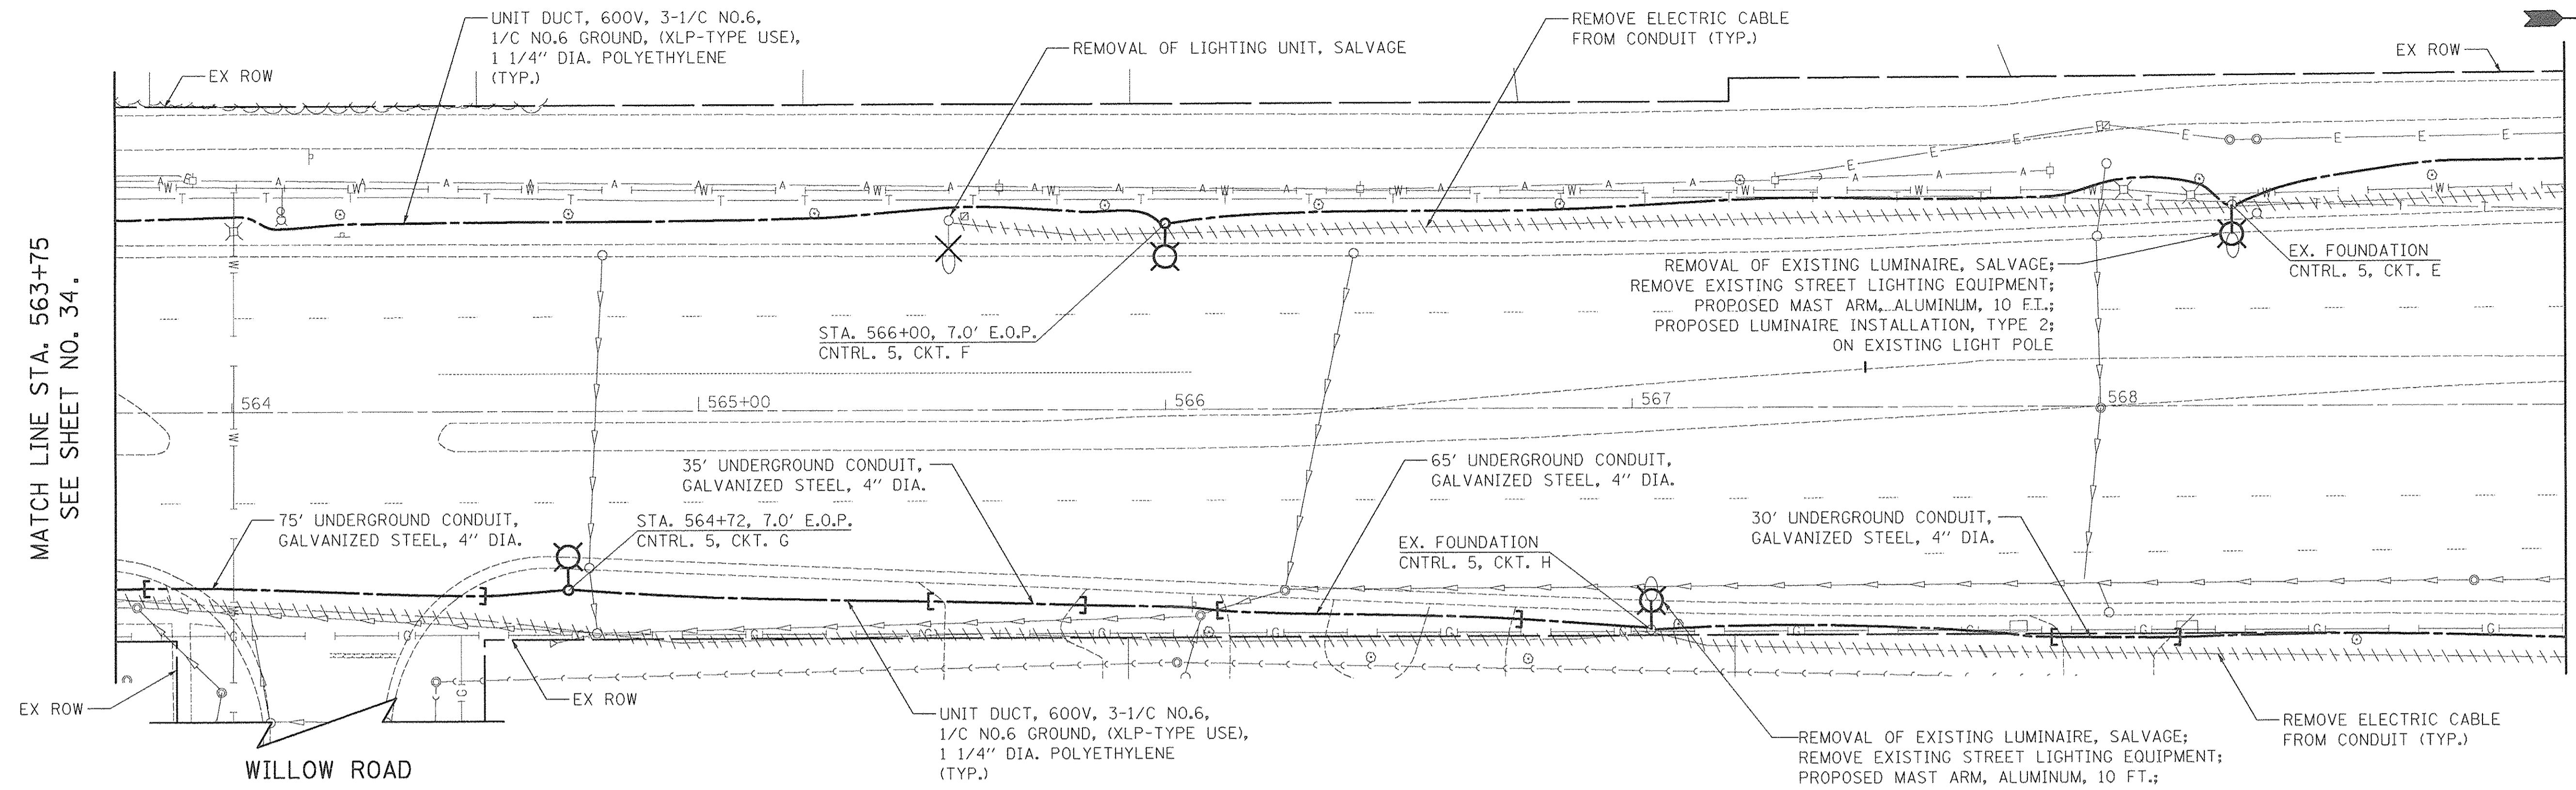 UNIT DUCT, 600V, 3-1/C NO.6,
1/C NO.6 GROUND, (XLP-TYPE USE),
1 1/4" DIA. POLYETHYLENE
(TYP.)
EX ROW
REMOVAL OF LIGHTING UNIT, SALVAGE
REMOVE ELECTRIC CABLE
FROM CONDUIT (TYP.)
EX ROW
MATCH LINE STA. 563+75
SEE SHEET NO. 34.
STA. 566+00, 7.0' E.O.P.
CNTRL. 5, CKT. F
REMOVAL OF EXISTING LUMINAIRE, SALVAGE;
REMOVE EXISTING STREET LIGHTING EQUIPMENT;
PROPOSED MAST ARM, ALUMINUM, 10 FT.;
PROPOSED LUMINAIRE INSTALLATION, TYPE 2;
ON EXISTING LIGHT POLE
EX. FOUNDATION
CNTRL. 5, CKT. E
564
565+00
566
567
568
75' UNDERGROUND CONDUIT,
GALVANIZED STEEL, 4" DIA.
STA. 564+72, 7.0' E.O.P.
CNTRL. 5, CKT. G
35' UNDERGROUND CONDUIT,
GALVANIZED STEEL, 4" DIA.
65' UNDERGROUND CONDUIT,
GALVANIZED STEEL, 4" DIA.
EX. FOUNDATION
CNTRL. 5, CKT. H
30' UNDERGROUND CONDUIT,
GALVANIZED STEEL, 4" DIA.
EX ROW
EX ROW
WILLOW ROAD
UNIT DUCT, 600V, 3-1/C NO.6,
1/C NO.6 GROUND, (XLP-TYPE USE),
1 1/4" DIA. POLYETHYLENE
(TYP.)
REMOVAL OF EXISTING LUMINAIRE, SALVAGE;
REMOVE EXISTING STREET LIGHTING EQUIPMENT;
PROPOSED MAST ARM, ALUMINUM, 10 FT.;
REMOVE ELECTRIC CABLE
FROM CONDUIT (TYP.)